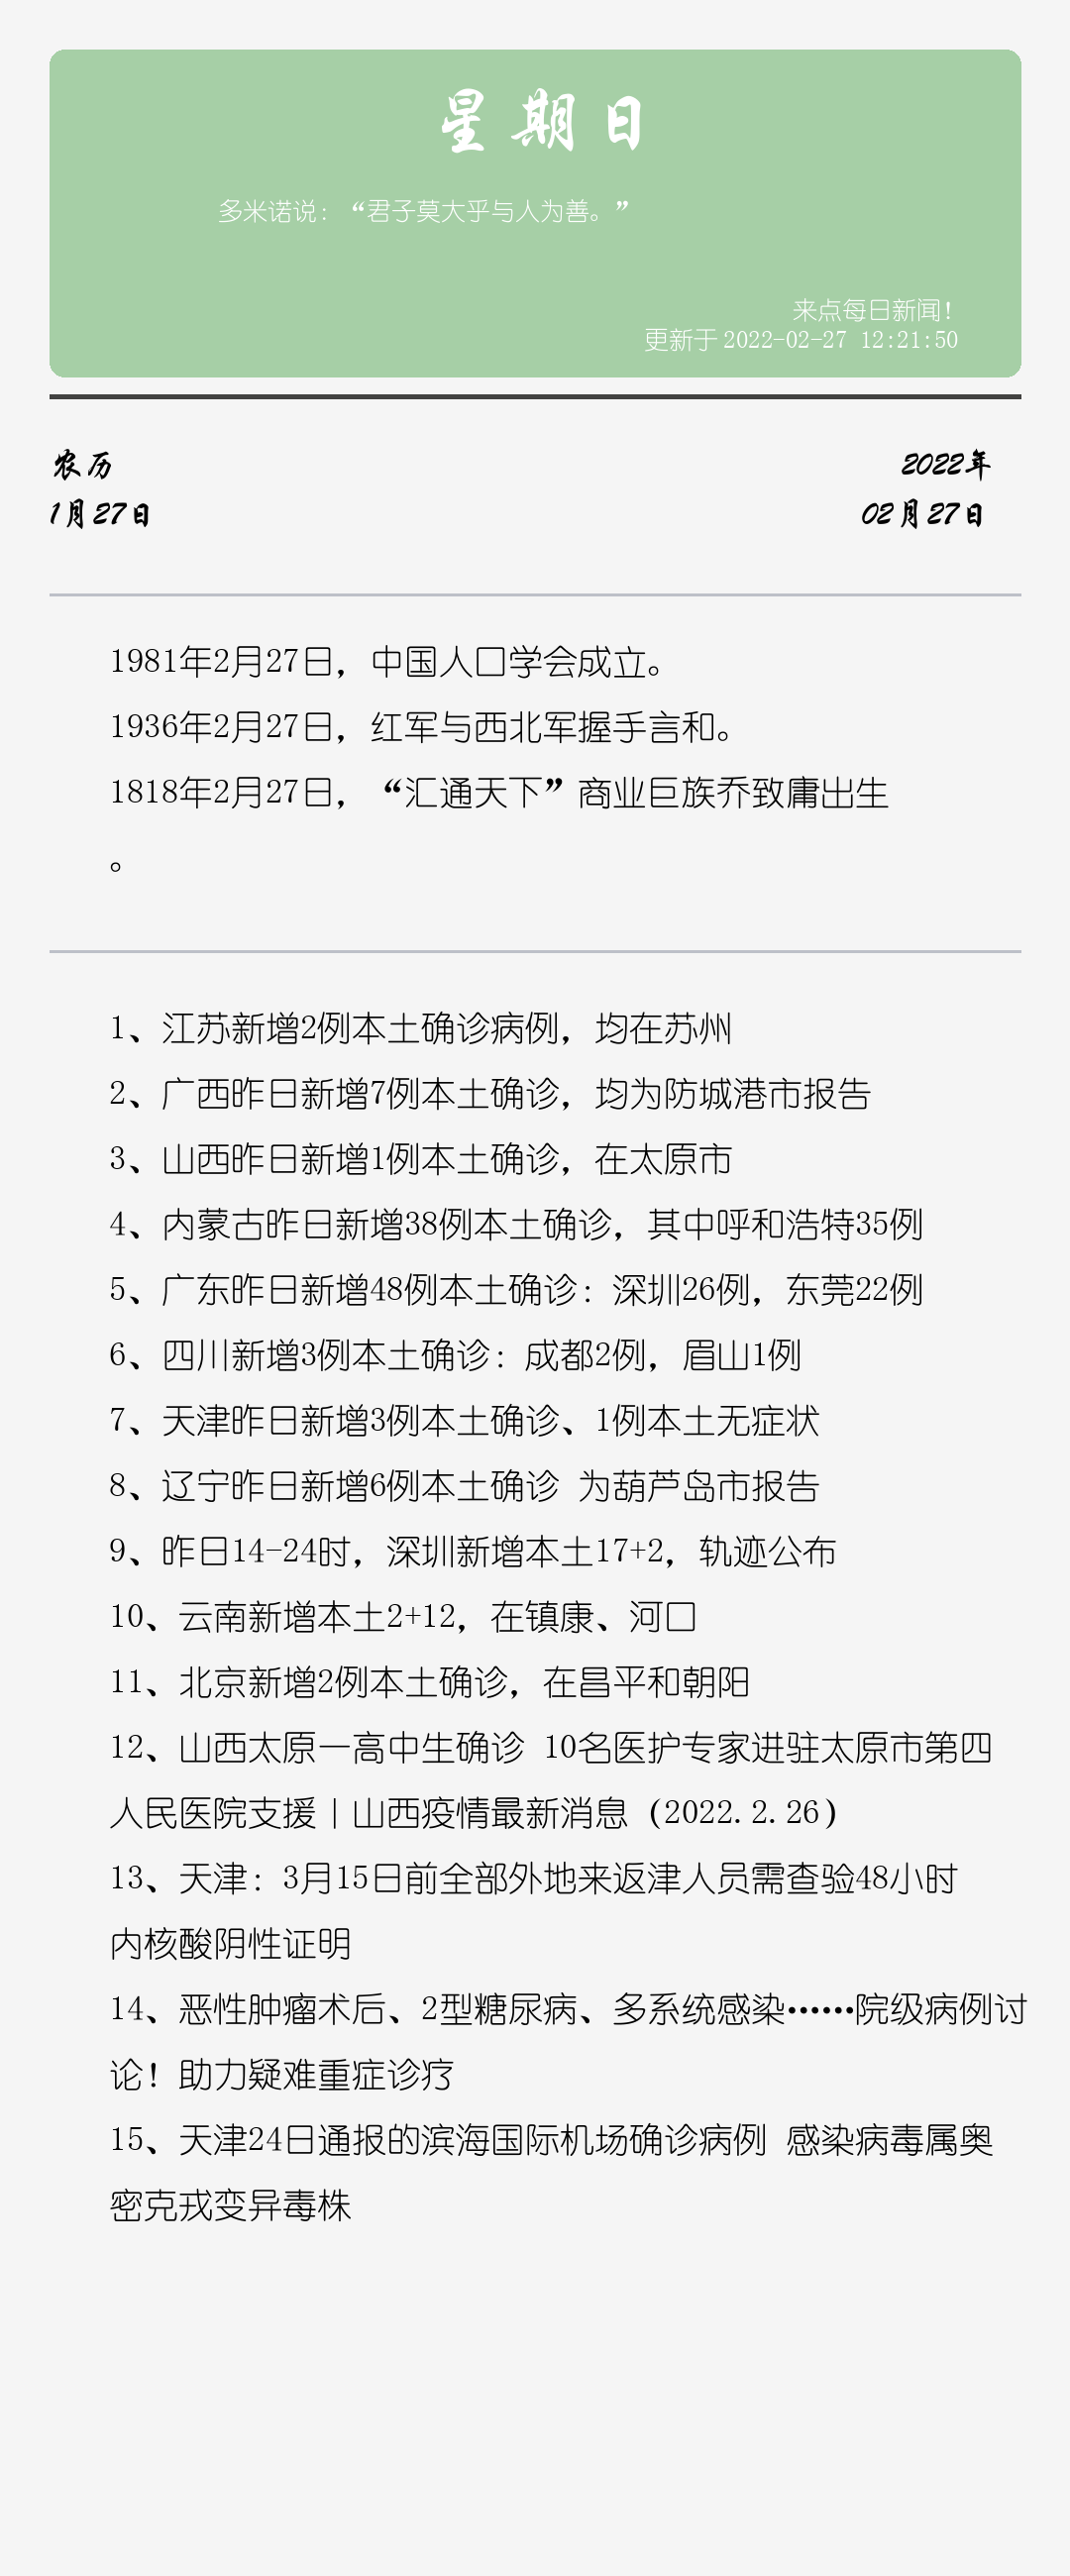 星期日
多米诺说：“君子莫大乎与人为善。”
来点每日新闻！
更新于 2022-02-27 12:21:50
农历
1月27日
2022年
02月27日
1981年2月27日，中国人口学会成立。
1936年2月27日，红军与西北军握手言和。
1818年2月27日，“汇通天下”商业巨族乔致庸出生
。
1、江苏新增2例本土确诊病例，均在苏州
2、广西昨日新增7例本土确诊，均为防城港市报告
3、山西昨日新增1例本土确诊，在太原市
4、内蒙古昨日新增38例本土确诊，其中呼和浩特35例
5、广东昨日新增48例本土确诊：深圳26例，东莞22例
6、四川新增3例本土确诊：成都2例，眉山1例
7、天津昨日新增3例本土确诊、1例本土无症状
8、辽宁昨日新增6例本土确诊 为葫芦岛市报告
9、昨日14-24时，深圳新增本土17+2，轨迹公布
10、云南新增本土2+12，在镇康、河口
11、北京新增2例本土确诊，在昌平和朝阳
12、山西太原一高中生确诊 10名医护专家进驻太原市第四
人民医院支援｜山西疫情最新消息（2022.2.26）
13、天津：3月15日前全部外地来返津人员需查验48小时
内核酸阴性证明
14、恶性肿瘤术后、2型糖尿病、多系统感染……院级病例讨
论！助力疑难重症诊疗
15、天津24日通报的滨海国际机场确诊病例 感染病毒属奥
密克戎变异毒株